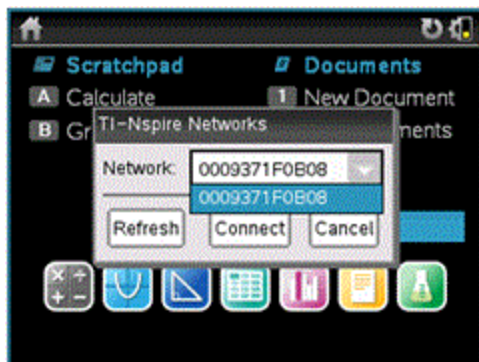 Scratchpad
Documents
A Calculate
1 New Document
B Gr
ments
TI-Nspire Networks
Network: 0009371F0B08
0009371F0B08
Refresh Connect Cancel